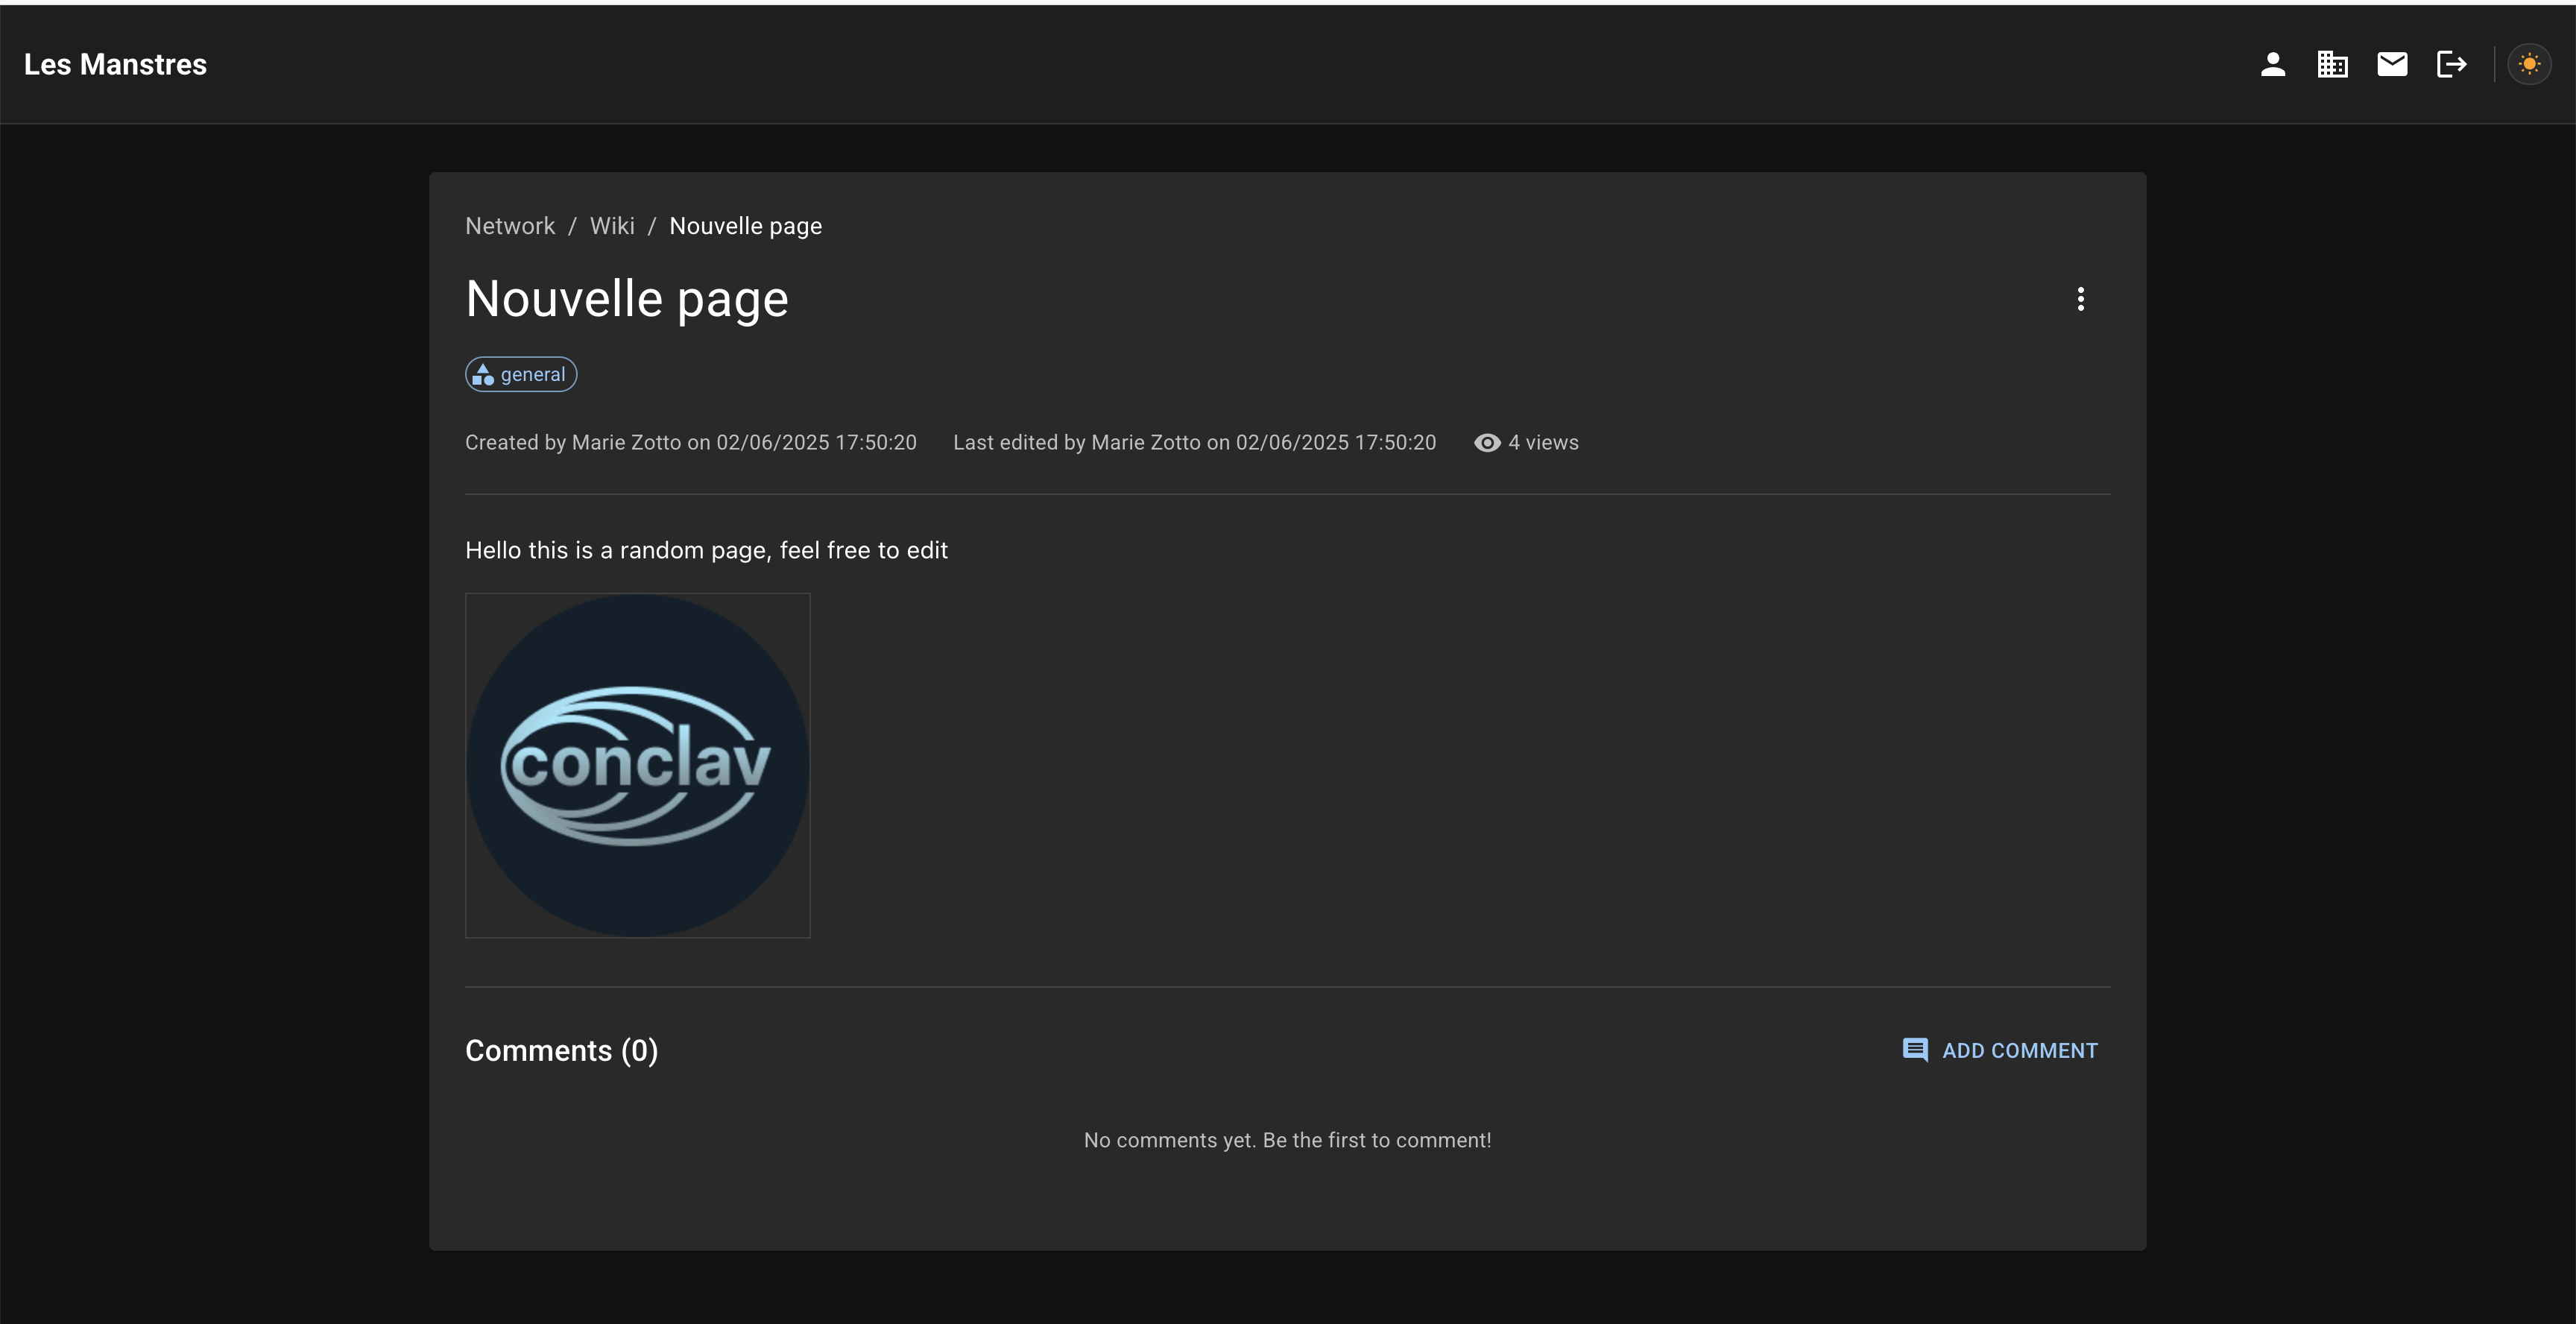 Les Manstres
Network / Wiki / Nouvelle page
Nouvelle page
general
Created by Marie Zotto on 02/06/2025 17:50:20 Last edited by Marie Zotto on 02/06/2025 17:50:20 4 views
Hello this is a random page, feel free to edit
conclav
Comments (0) ADD COMMENT
No comments yet. Be the first to comment!